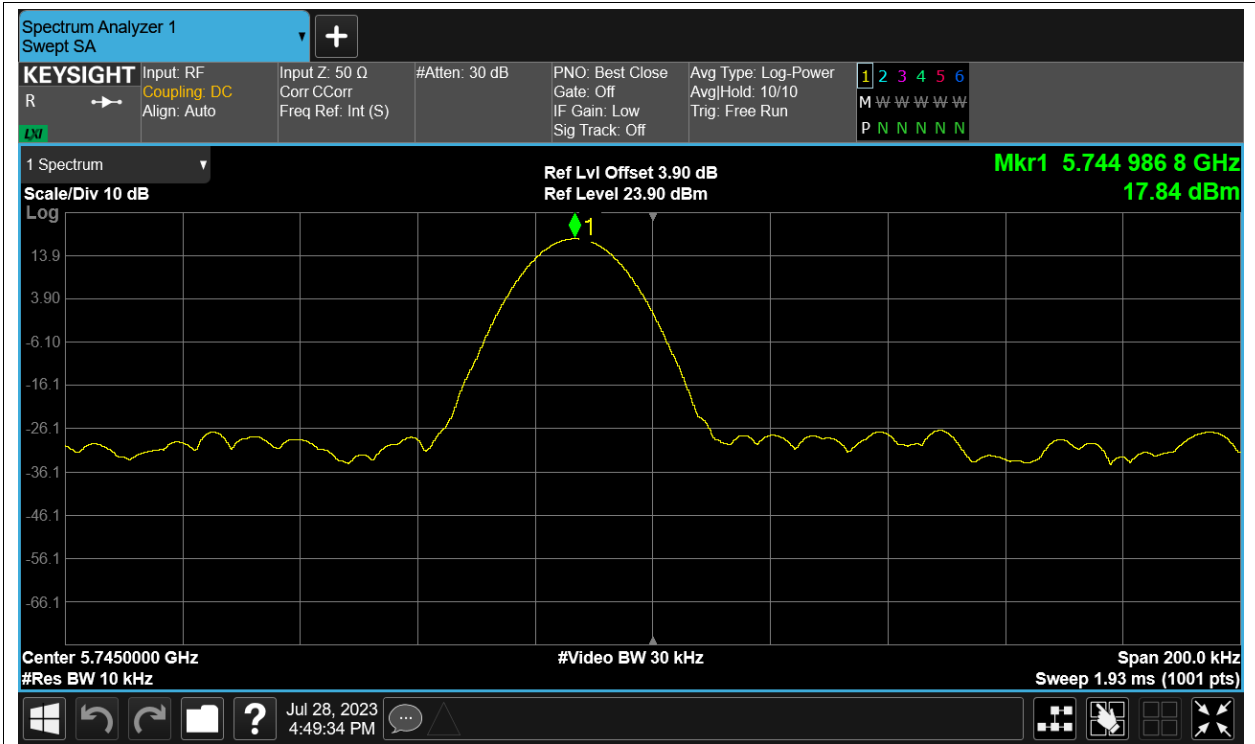 Spectrum Analyzer 1
Swept SA
+
KEYSIGHT
R
LXI
Input: RF
Coupling: DC
Align: Auto
Input Z: 50 Ω
Corr CCorr
Freq Ref: Int (S)
#Atten: 30 dB
PNO: Best Close
Gate: Off
IF Gain: Low
Sig Track: Off
Avg Type: Log-Power
Avg|Hold: 10/10
Trig: Free Run
1 2 3 4 5 6
M W W W W W W
P N N N N N N
1 Spectrum
Scale/Div 10 dB
Log
Ref Lvl Offset 3.90 dB
Ref Level 23.90 dBm
Mkr1 5.744 986 8 GHz
17.84 dBm
1
13.9
3.90
-6.10
-16.1
-26.1
-36.1
-46.1
-56.1
-66.1
Center 5.7450000 GHz
#Video BW 30 kHz
Span 200.0 kHz
#Res BW 10 kHz
Sweep 1.93 ms (1001 pts)
?
Jul 28, 2023
4:49:34 PM